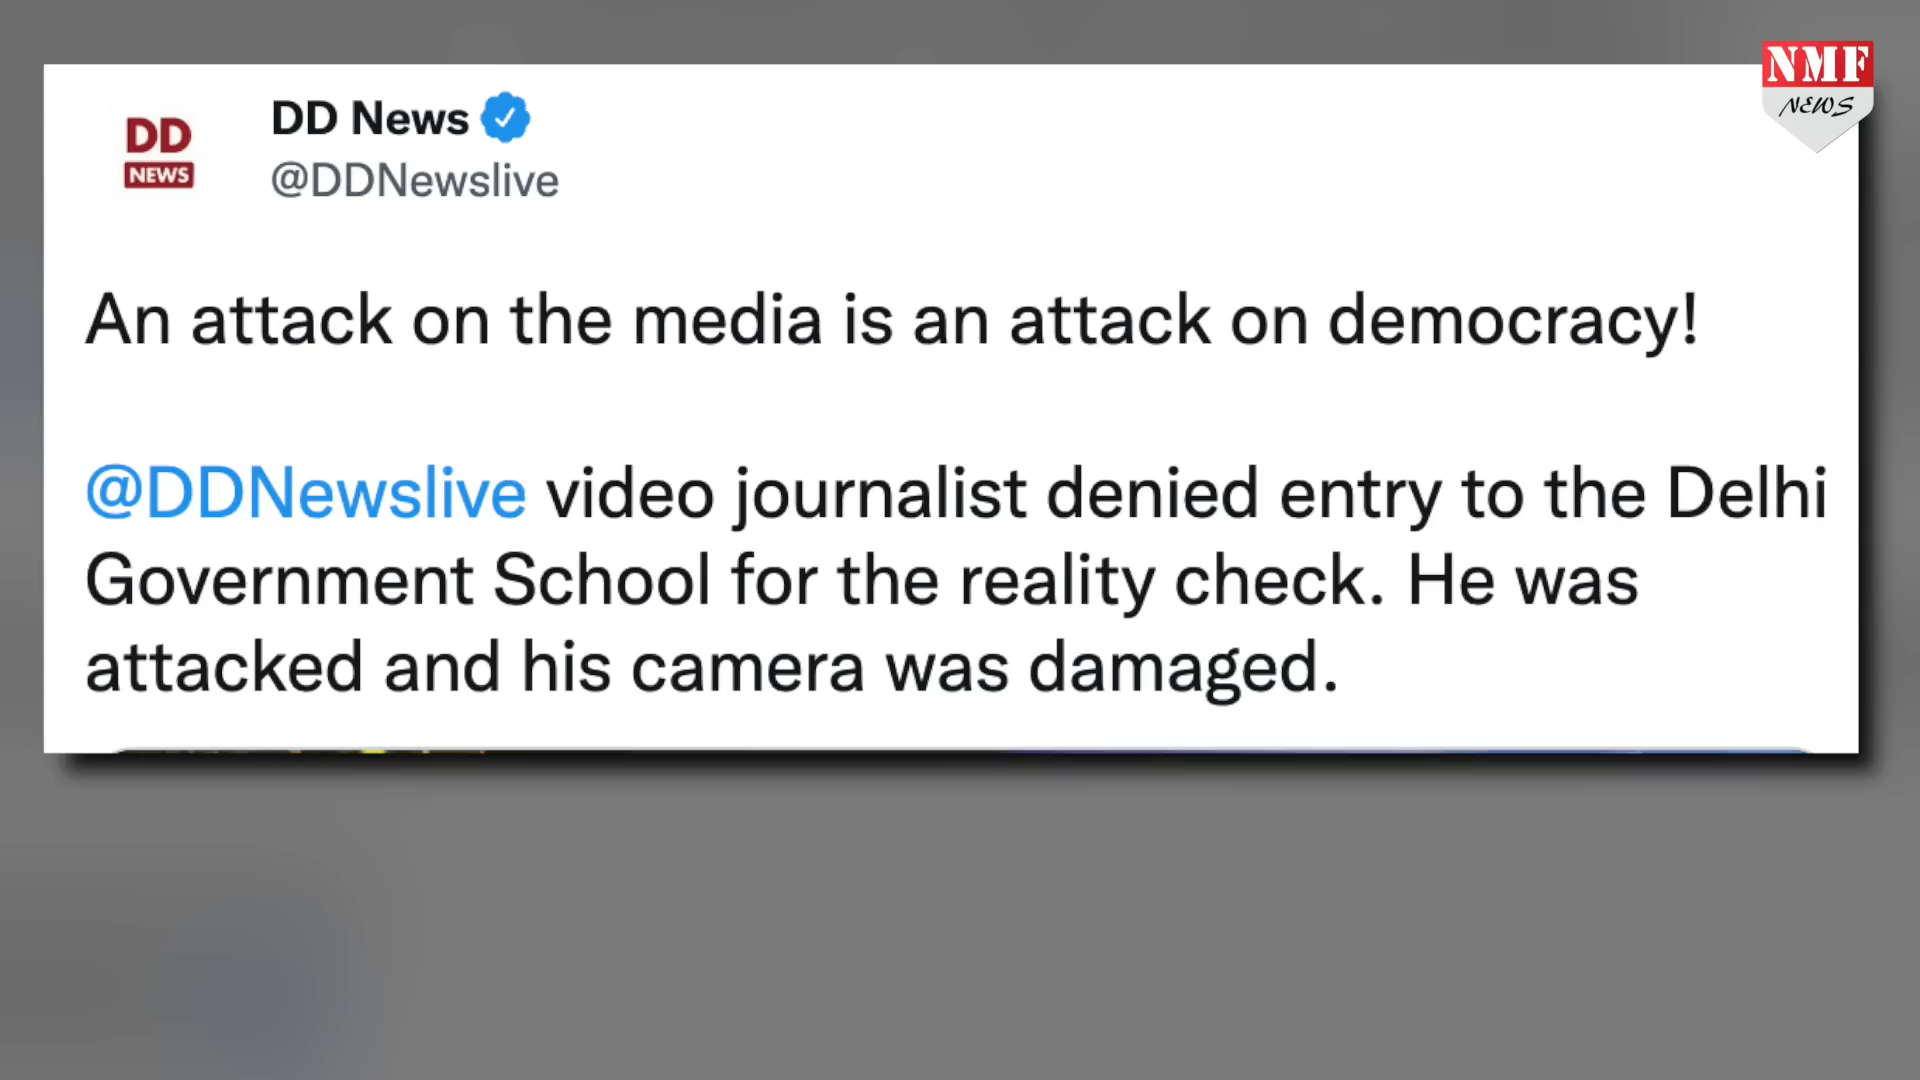 NMF
NEWS
DD
NEWS
DD News
@DDNewslive
An attack on the media is an attack on democracy!
@DDNewslive video journalist denied entry to the Delhi
Government School for the reality check. He was
attacked and his camera was damaged.